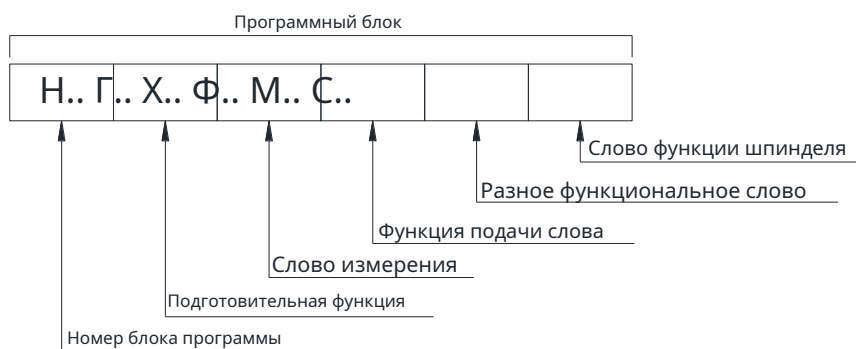 Программный блок
Н.. Г.. Х.. Ф.. М.. С..
Слово функции шпинделя
Разное функциональное слово
Функция подачи слова
Слово измерения
Подготовительная функция
Номер блока программы